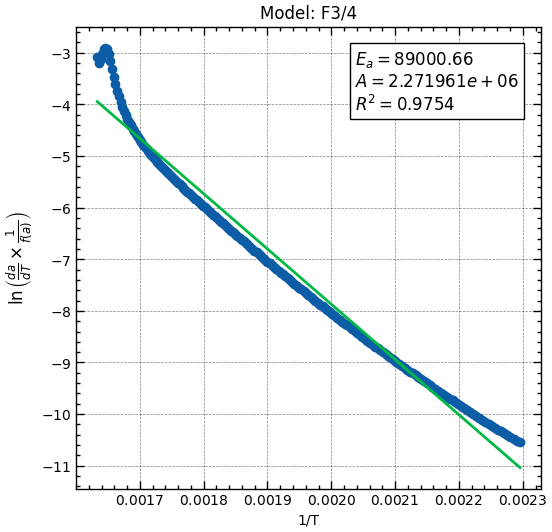 Model: F3/4
E_a = 89000.66
A = 2.271961e + 06
R^2 = 0.9754
ln (da/dT × 1/f(a))
−3
−4
−5
−6
−7
−8
−9
−10
−11
0.0017 0.0018 0.0019 0.0020 0.0021 0.0022 0.0023
1/T